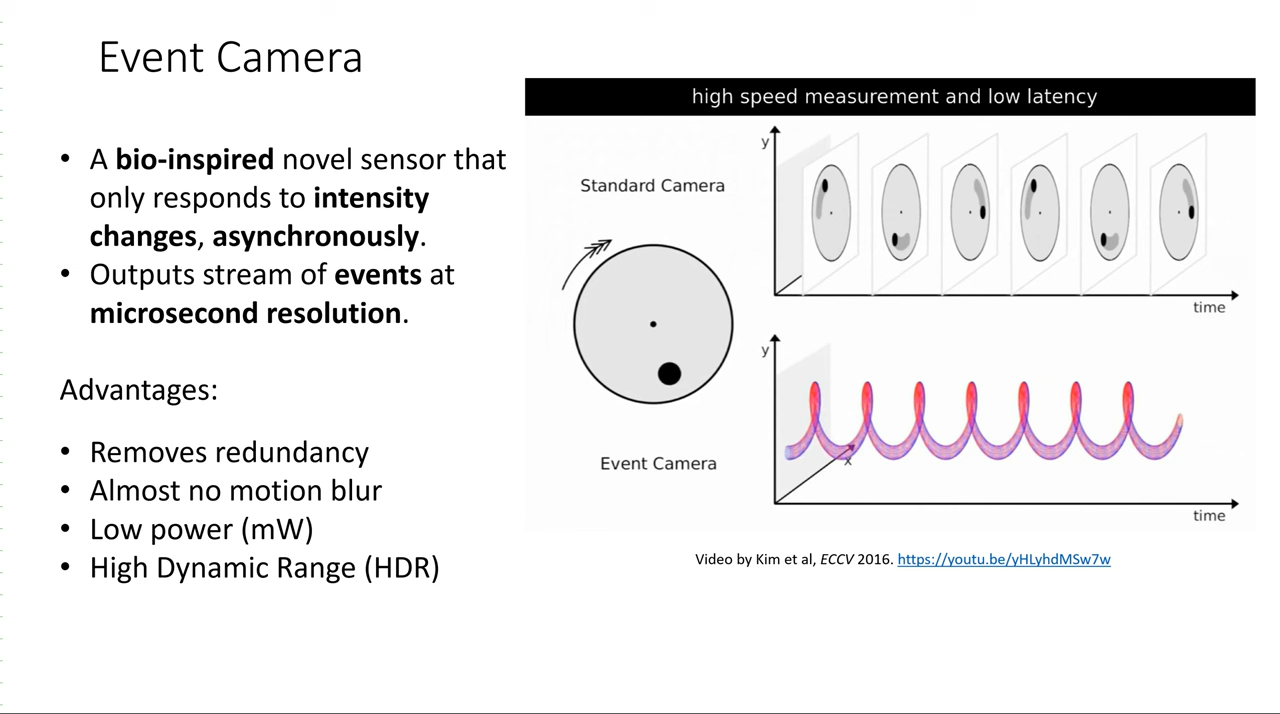 Event Camera
• A bio-inspired novel sensor that
only responds to intensity
changes, asynchronously.
• Outputs stream of events at
microsecond resolution.
Advantages:
• Removes redundancy
• Almost no motion blur
• Low power (mW)
• High Dynamic Range (HDR)
high speed measurement and low latency
Standard Camera
y
time
Event Camera
y
x
time
Video by Kim et al, ECCV 2016. https://youtu.be/yHLyhdMSw7w